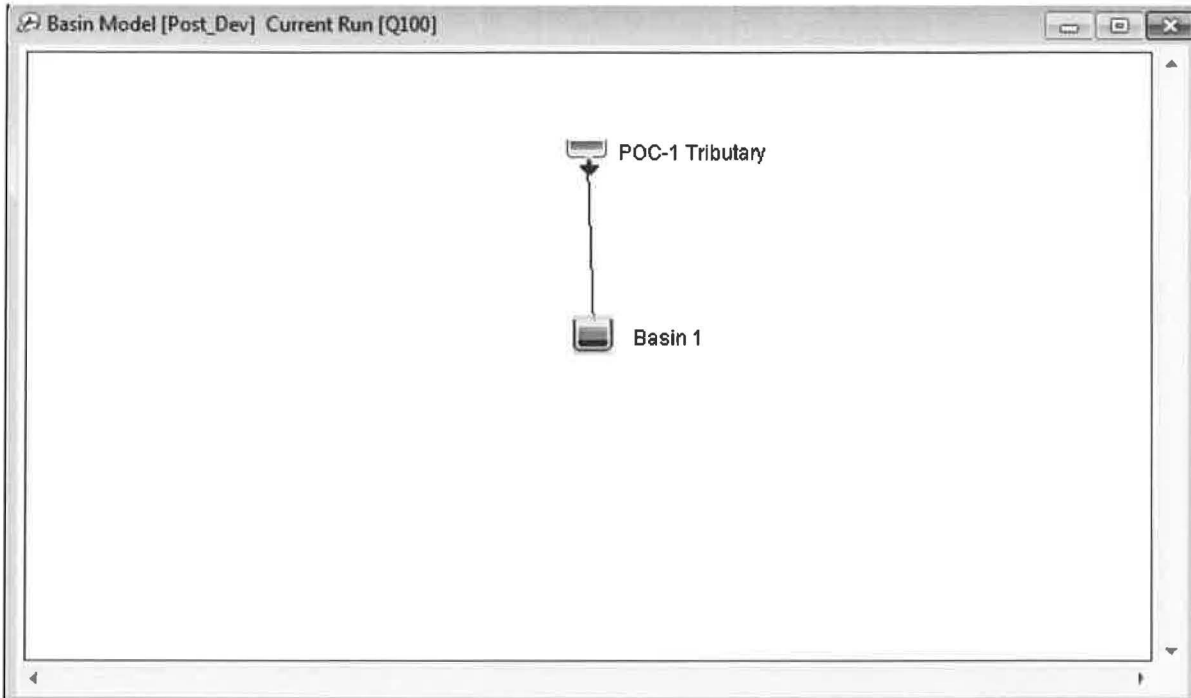 Basin Model [Post_Dev] Current Run [Q100]
POC-1 Tributary
Basin 1